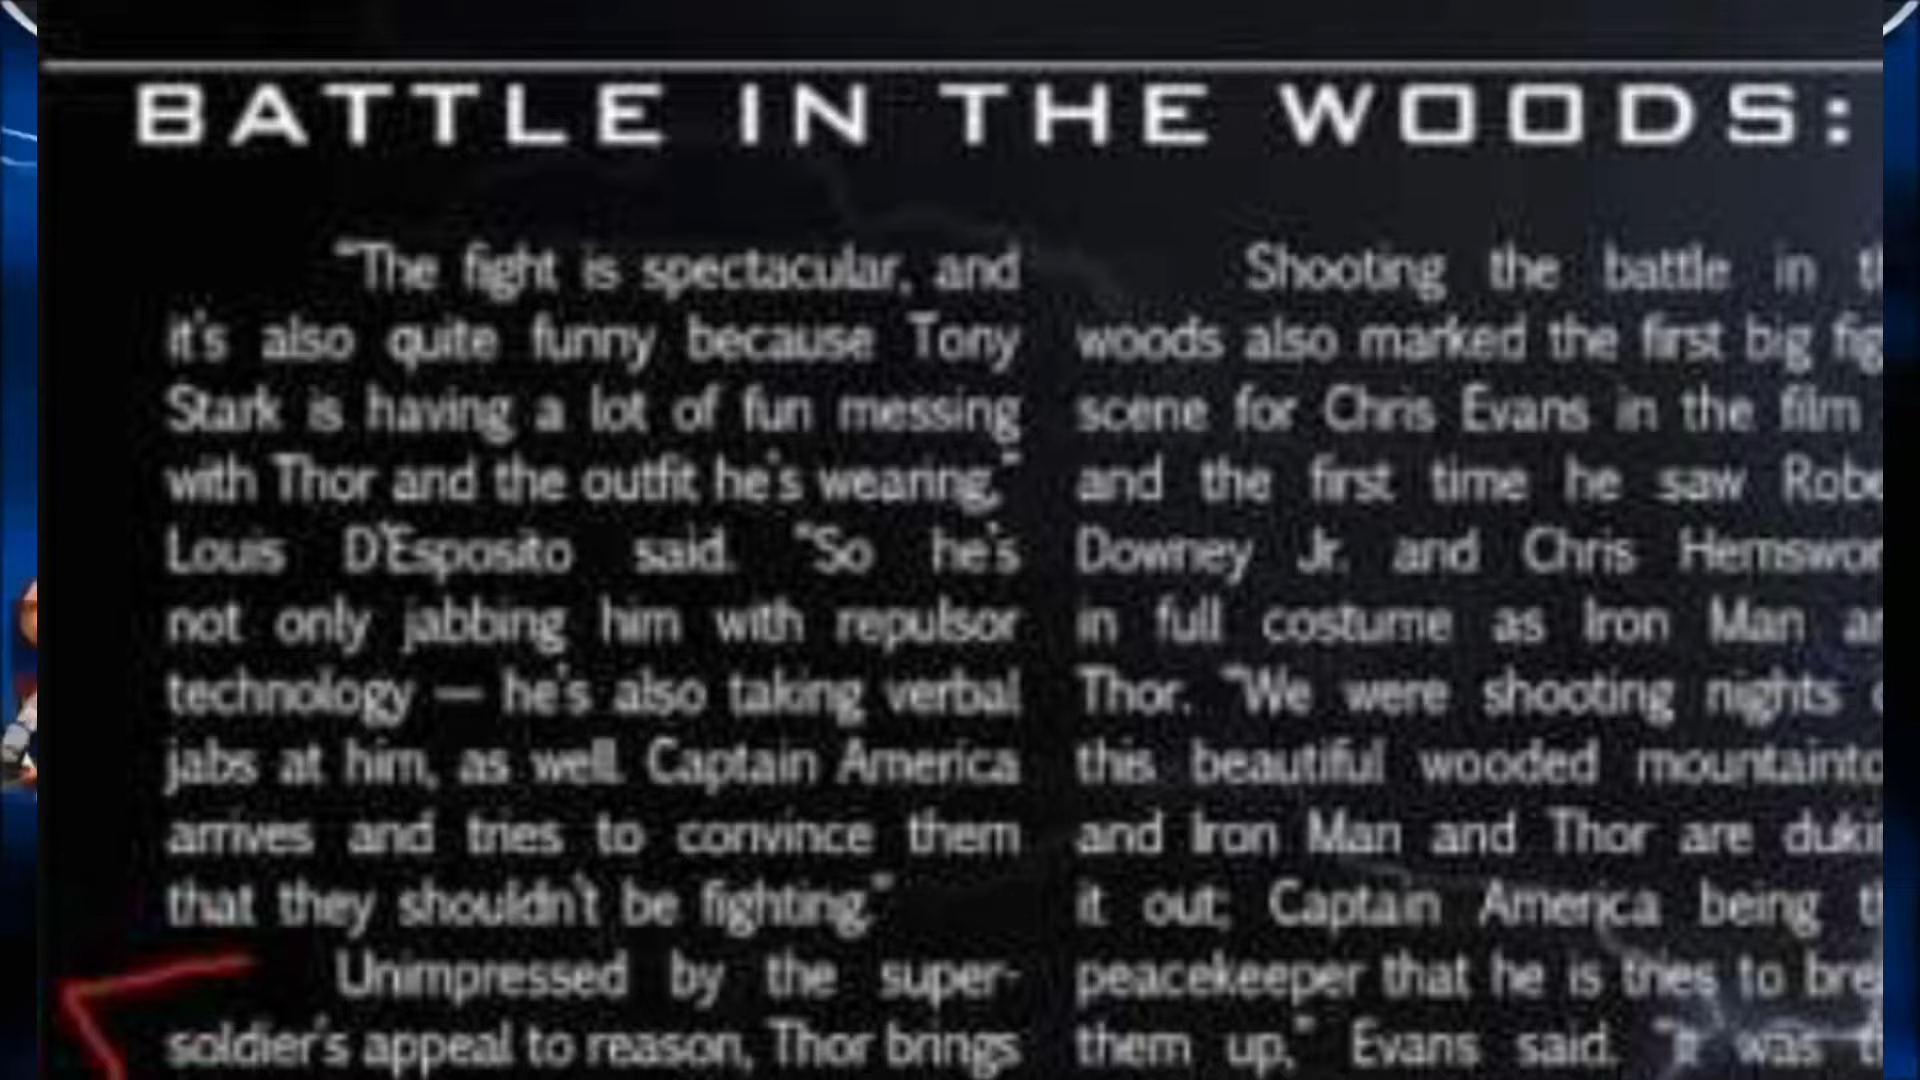 BATTLE IN THE WOODS:
"The fight is spectacular, and
it's also quite funny because Tony
Stark is having a lot of fun messing
with Thor and the outfit he's wearing,"
Louis D'Esposito said. "So he's
not only jabbing him with repulsor
technology — he's also taking verbal
jabs at him, as well. Captain America
arrives and tries to convince them
that they shouldn't be fighting."
Unimpressed by the super-
soldier's appeal to reason, Thor brings
Shooting the battle in
woods also marked the first big
scene for Chris Evans in the film
and the first time he saw
Downey Jr. and Chris
in full costume as Iron Man
Thor. "We were shooting nights
this beautiful wooded
and Iron Man and Thor are
it out; Captain America being
peacekeeper that he is tries to
them up," Evans said. "It was